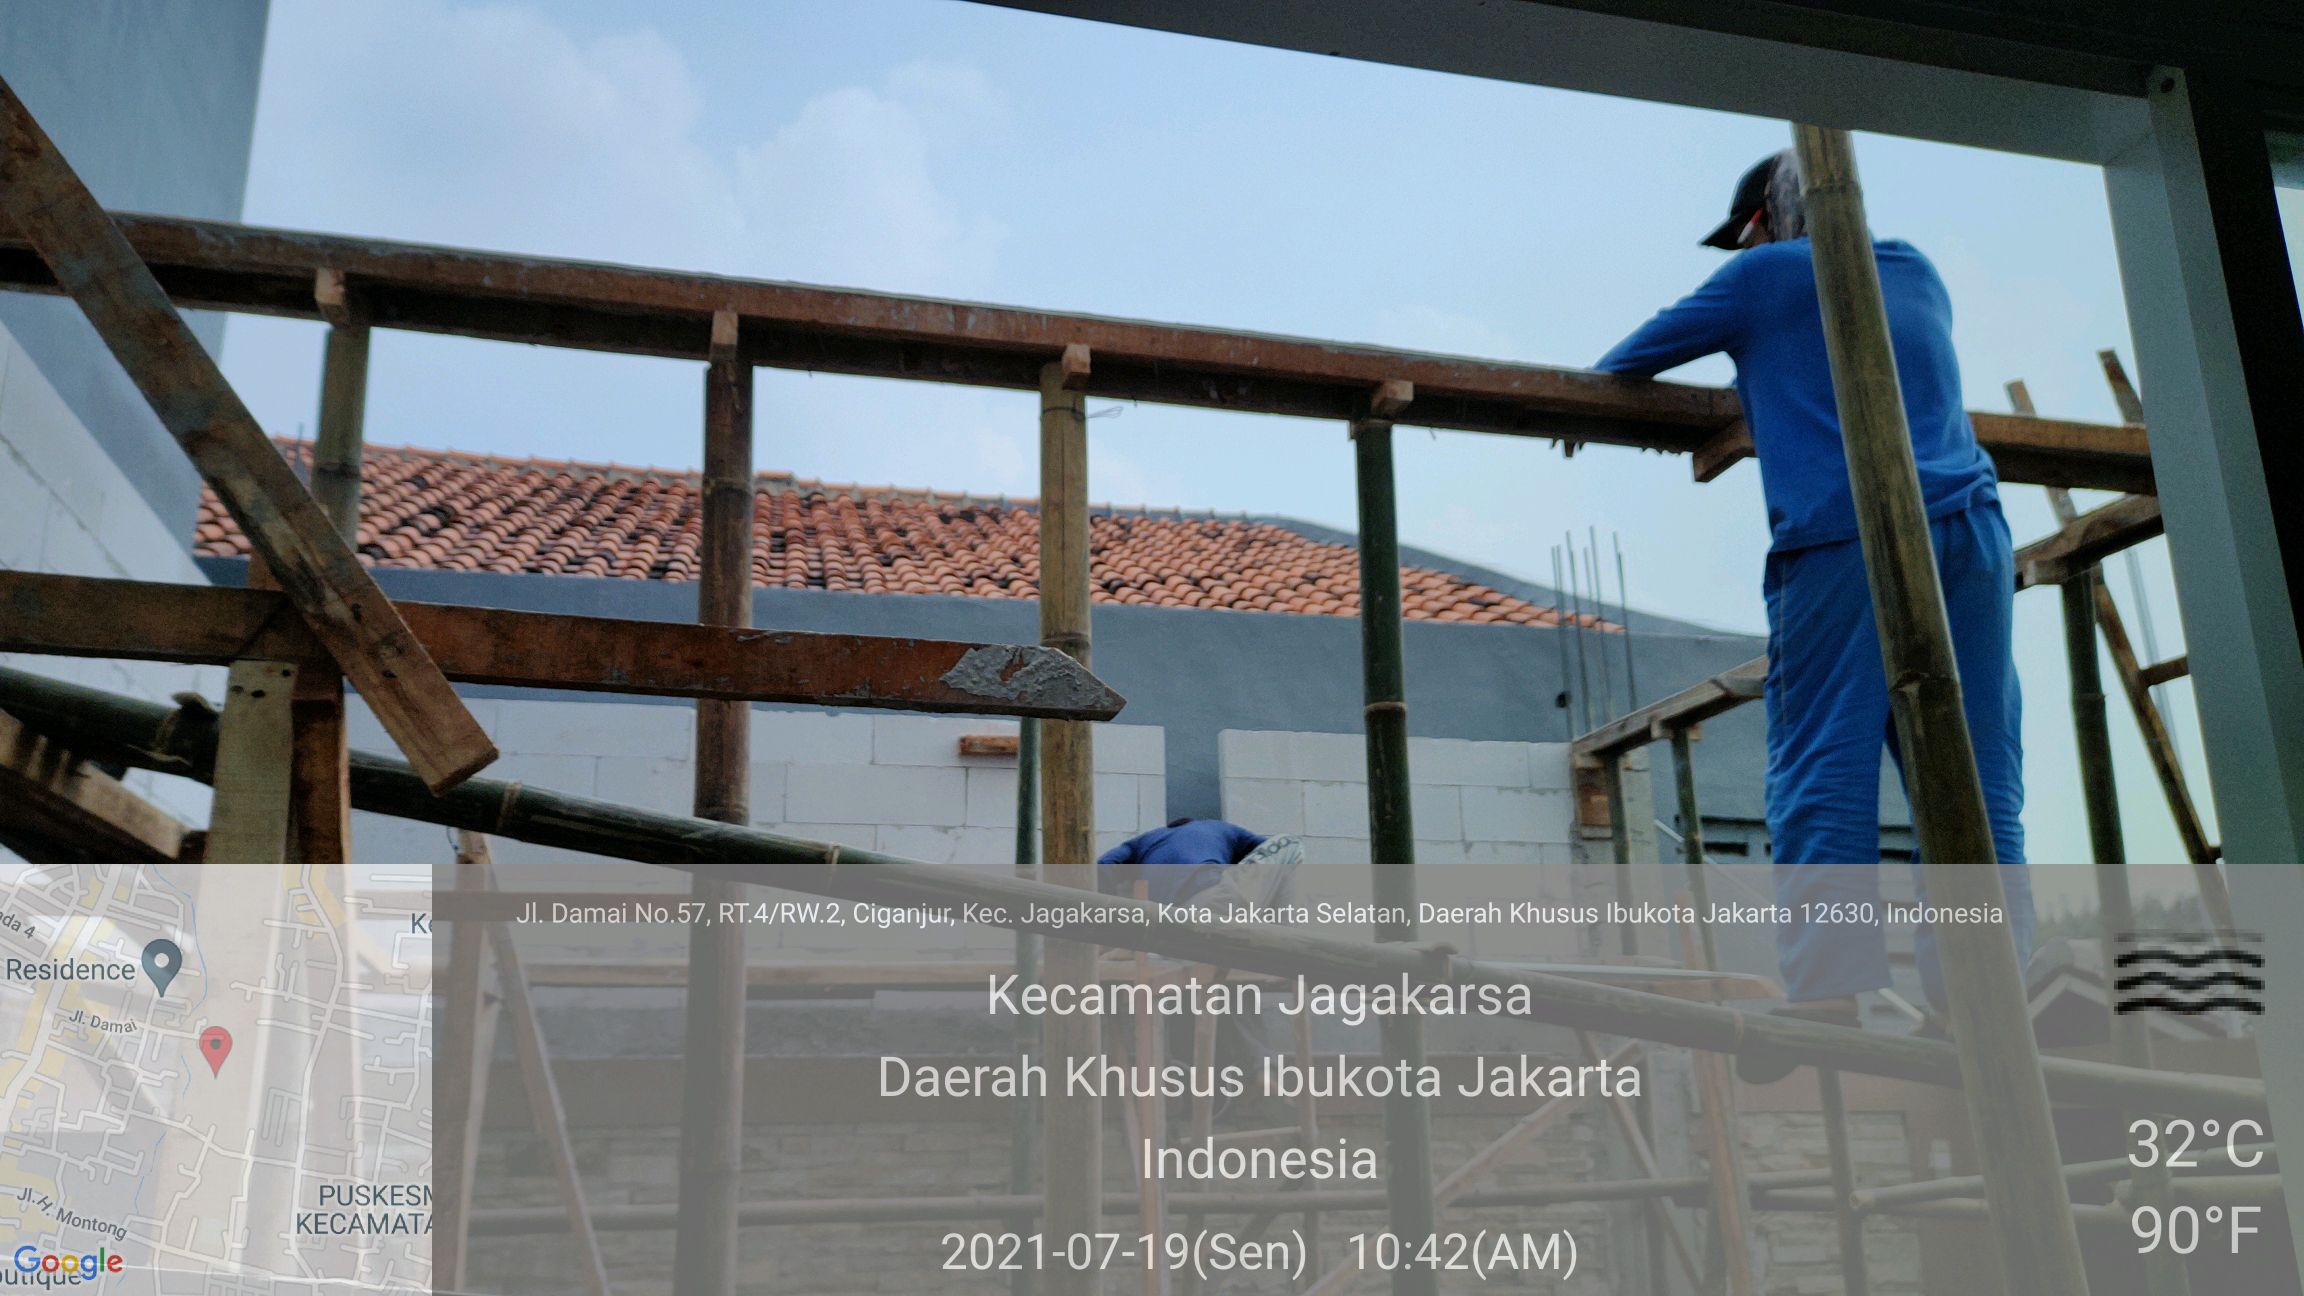 Jl. Damai No.57, RT.4/RW.2, Ciganjur, Kec. Jagakarsa, Kota Jakarta Selatan, Daerah Khusus Ibukota Jakarta 12630, Indonesia
Kecamatan Jagakarsa
Daerah Khusus Ibukota Jakarta
Indonesia
2021-07-19(Sen) 10:42(AM)
32°C
90°F
Residence
Jl. Damai
Jl. H. Montong
PUSKESM
KECAMATA
Google